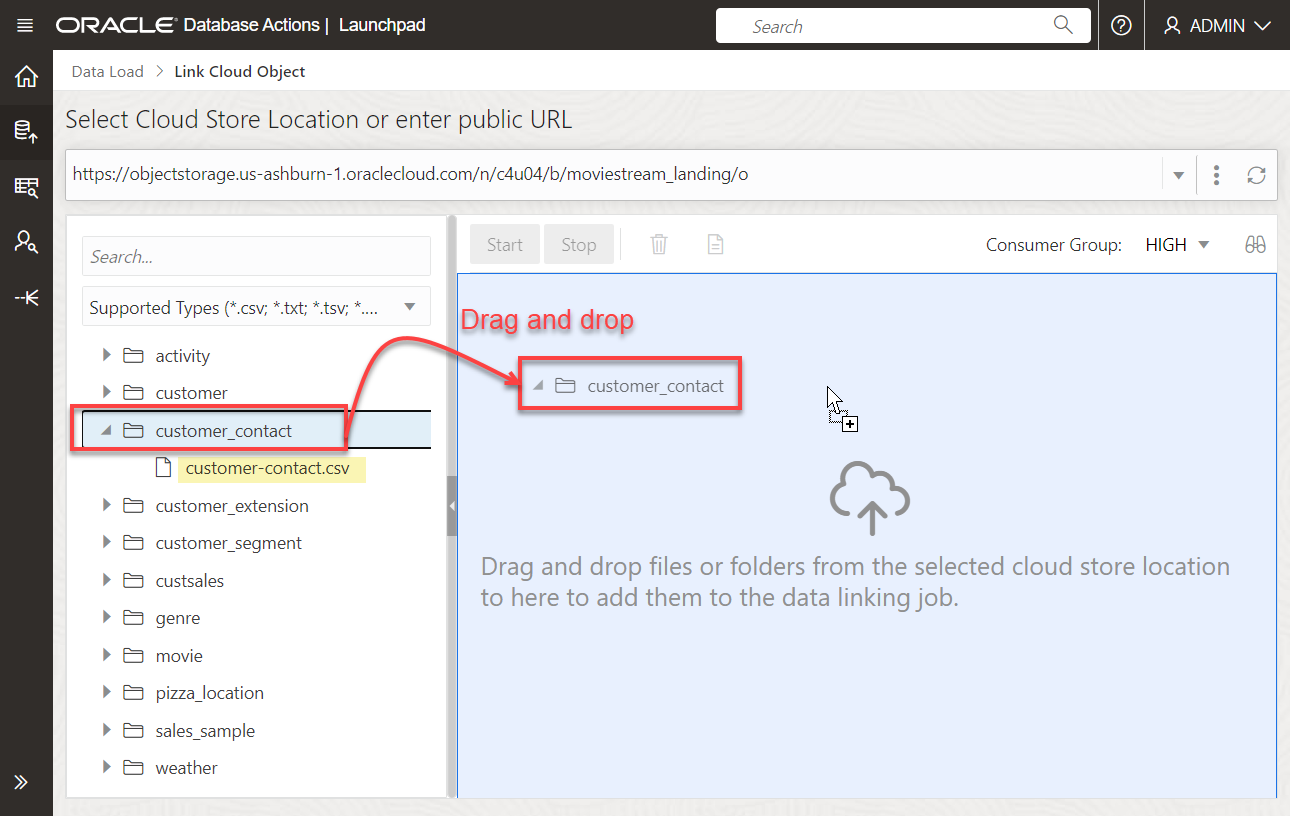 ORACLE® Database Actions | Launchpad
Search
ADMIN
Data Load > Link Cloud Object
Select Cloud Store Location or enter public URL
https://objectstorage.us-ashburn-1.oraclecloud.com/n/c4u04/b/moviestream_landing/o
Search...
Supported Types (*.csv; *.txt; *.tsv; *....
activity
customer
customer_contact
customer-contact.csv
customer_extension
customer_segment
custsales
genre
movie
pizza_location
sales_sample
weather
Start
Stop
Consumer Group: HIGH
Drag and drop
customer_contact
Drag and drop files or folders from the selected cloud store location
to here to add them to the data linking job.